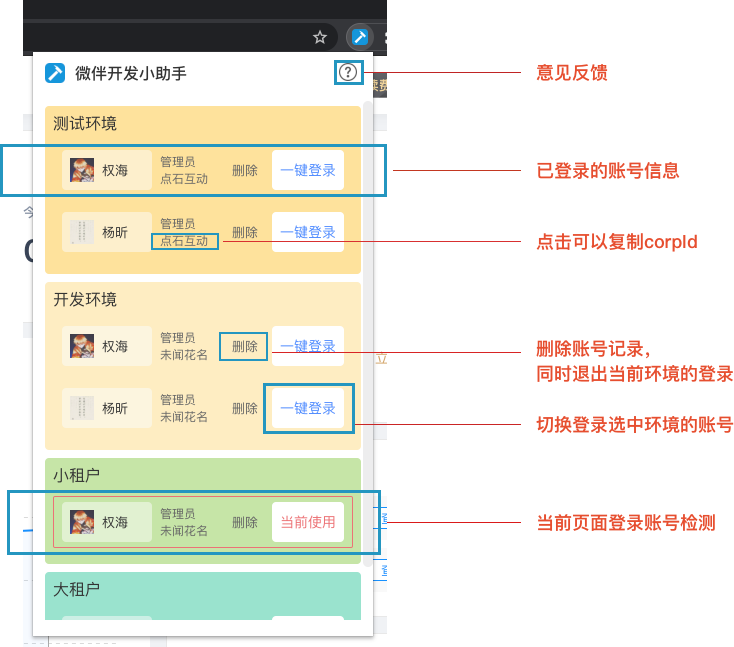 微伴开发小助手
意见反馈
测试环境
权海
管理员
点石互动
删除
一键登录
已登录的账号信息
杨昕
管理员
点石互动
删除
一键登录
点击可以复制corpId
开发环境
权海
管理员
未闻花名
删除
一键登录
删除账号记录，
同时退出当前环境的登录
杨昕
管理员
未闻花名
删除
一键登录
切换登录选中环境的账号
小租户
权海
管理员
未闻花名
删除
当前使用
当前页面登录账号检测
大租户